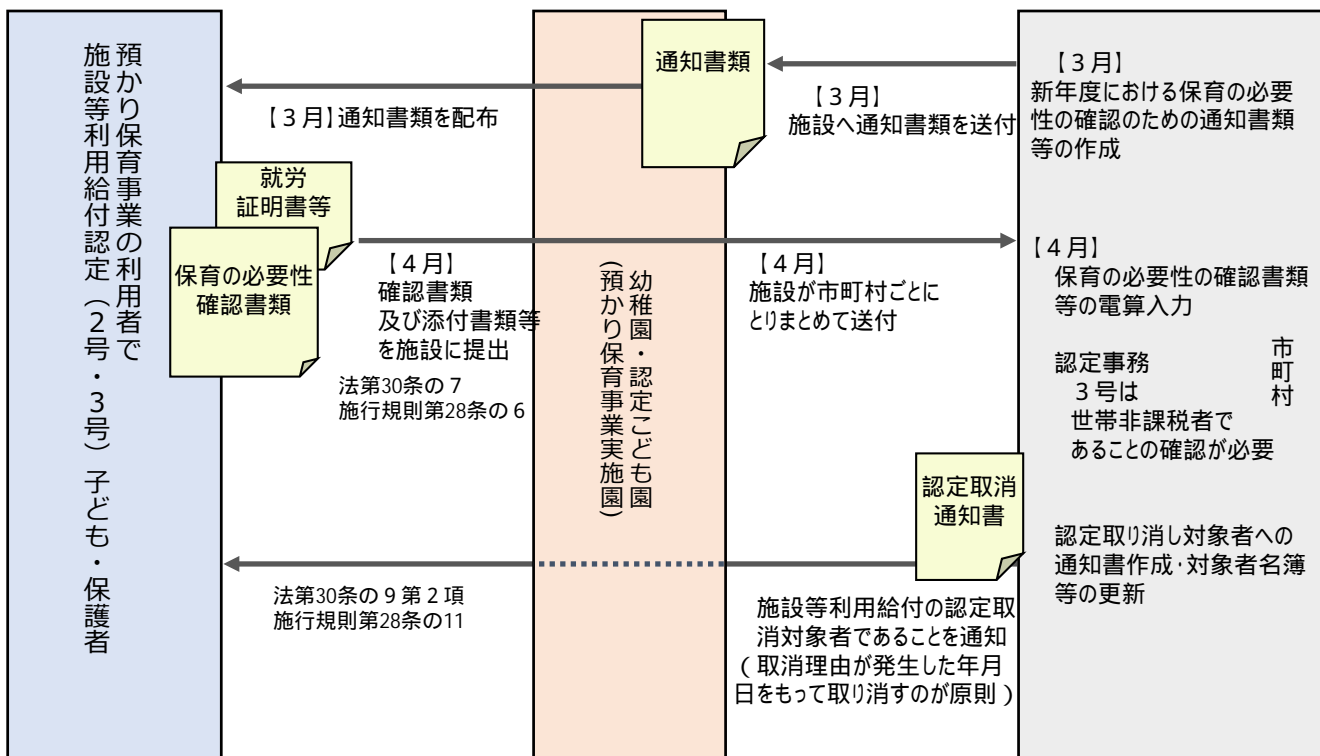 預かり保育事業の利用者で
施設等利用給付認定（２号・３号）子ども・保護者
幼稚園・認定こども園
（預かり保育事業実施園）
市町村
【３月】
新年度における保育の必要
性の確認のための通知書類
等の作成
通知書類
【３月】
施設へ通知書類を送付
【３月】通知書類を配布
就労
証明書等
保育の必要性
確認書類
【４月】
確認書類
及び添付書類等
を施設に提出
法第30条の７
施行規則第28条の６
【４月】
施設が市町村ごとに
とりまとめて送付
【４月】
保育の必要性の確認書類
等の電算入力
認定事務
３号は
世帯非課税者で
あることの確認が必要
認定取消
通知書
認定取り消し対象者への
通知書作成・対象者名簿
等の更新
法第30条の９第２項
施行規則第28条の11
施設等利用給付の認定取
消対象者であることを通知
（取消理由が発生した年月
日をもって取り消すのが原則）